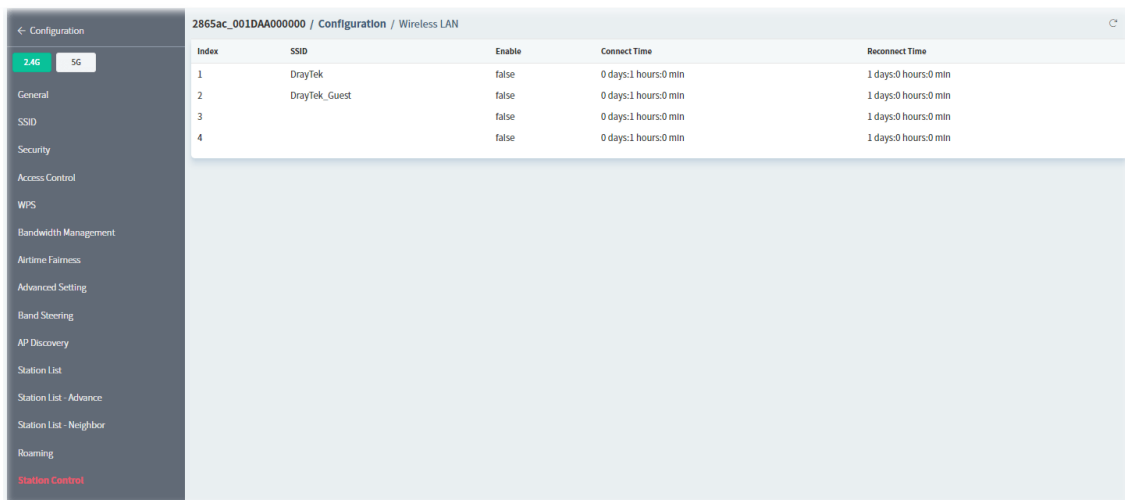 ← Configuration
2.4G 5G
General
SSID
Security
Access Control
WPS
Bandwidth Management
Airtime Fairness
Advanced Setting
Band Steering
AP Discovery
Station List
Station List - Advance
Station List - Neighbor
Roaming
Station Control
2865ac_001DAA000000 / Configuration / Wireless LAN
Index SSID Enable Connect Time Reconnect Time
1 DrayTek false 0 days:1 hours:0 min 1 days:0 hours:0 min
2 DrayTek_Guest false 0 days:1 hours:0 min 1 days:0 hours:0 min
3 false 0 days:1 hours:0 min 1 days:0 hours:0 min
4 false 0 days:1 hours:0 min 1 days:0 hours:0 min